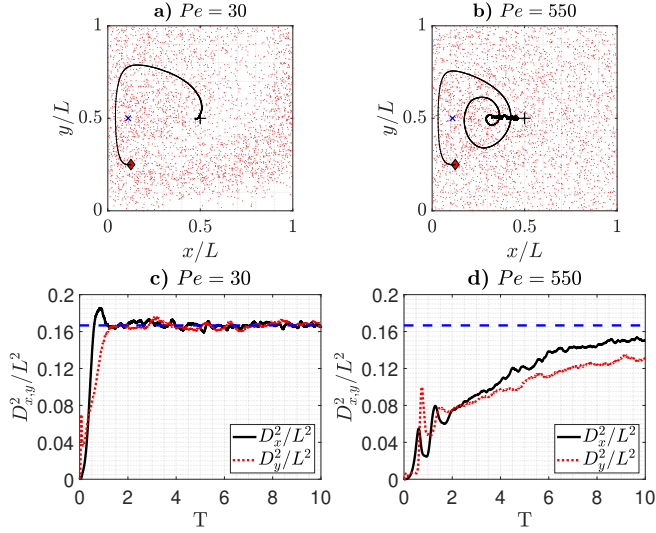 a) Pe = 30
b) Pe = 550
1
0.5
0
y/L
0
0.5
1
x/L
1
0.5
0
y/L
0
0.5
1
x/L
c) Pe = 30
d) Pe = 550
0.2
0.16
0.12
0.08
0.04
0
D²x,y/L²
0 2 4 6 8 10
T
D²x/L²
D²y/L²
0.2
0.16
0.12
0.08
0.04
0
D²x,y/L²
0 2 4 6 8 10
T
D²x/L²
D²y/L²